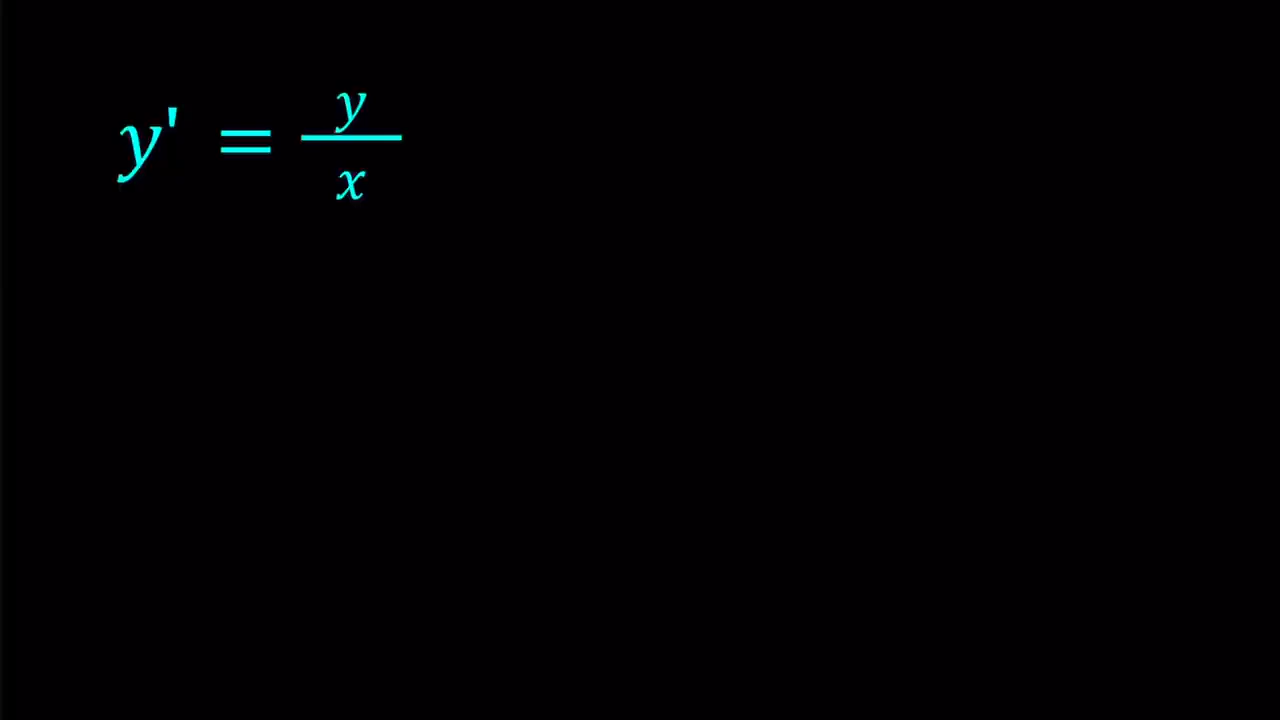 y' = y/x